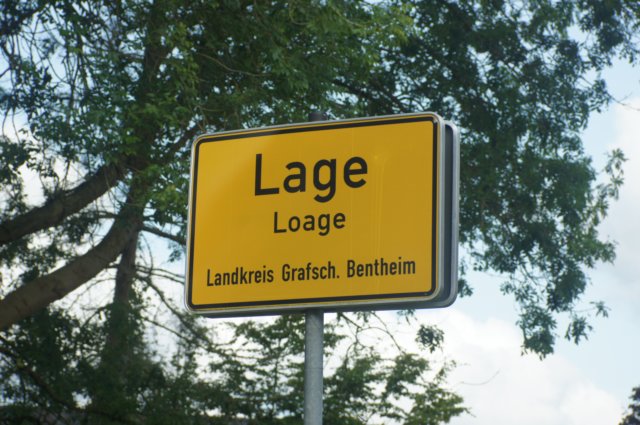 Lage
Loage
Landkreis Grafsch. Bentheim